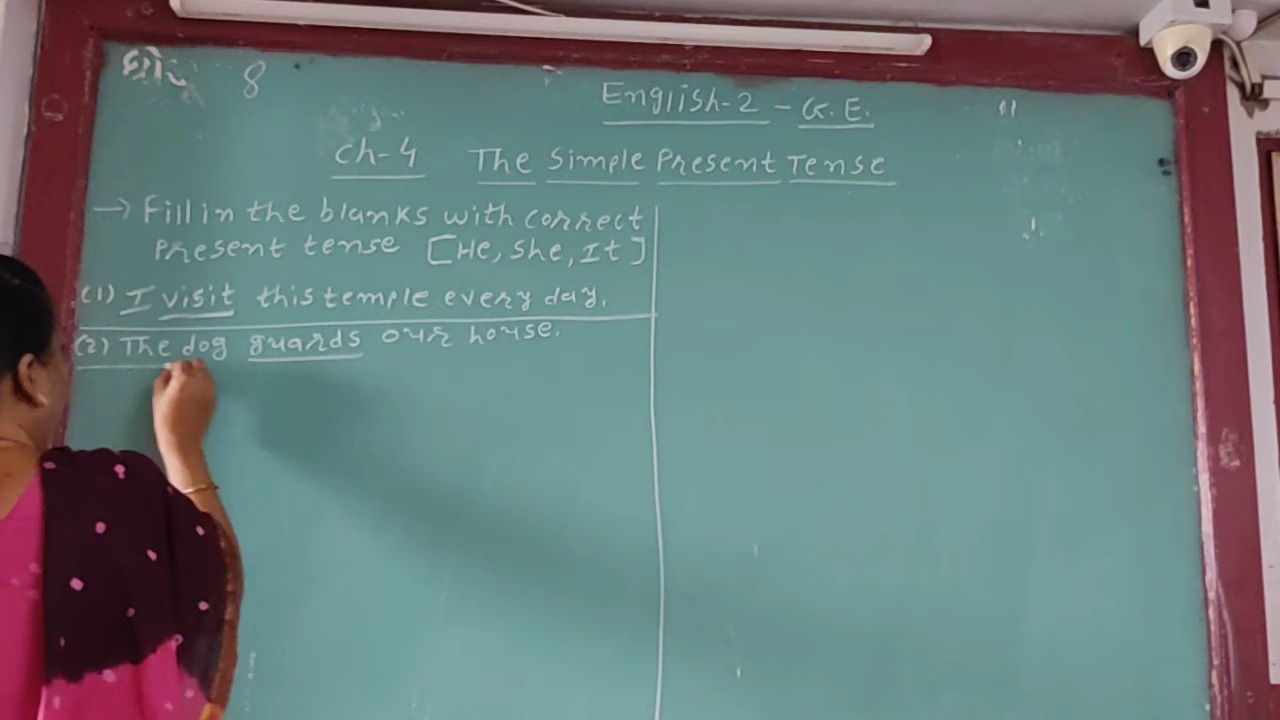 ધો. 8
English-2 - G.E.
Ch-4 The Simple Present Tense
→ Fill in the blanks with correct
Present tense [He, She, It]
(1) I visit this temple every day.
(2) The dog guards our house.